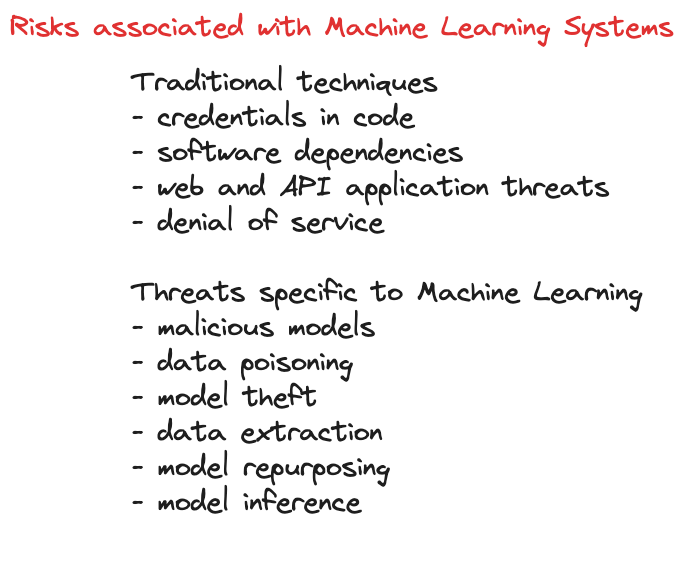 Risks associated with Machine Learning Systems
Traditional techniques
- credentials in code
- software dependencies
- web and API application threats
- denial of service
Threats specific to Machine Learning
- malicious models
- data poisoning
- model theft
- data extraction
- model repurposing
- model inference